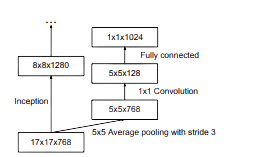 ...
1x1x1024
Fully connected
8x8x1280
5x5x128
1x1 Convolution
Inception
5x5x768
5x5 Average pooling with stride 3
17x17x768